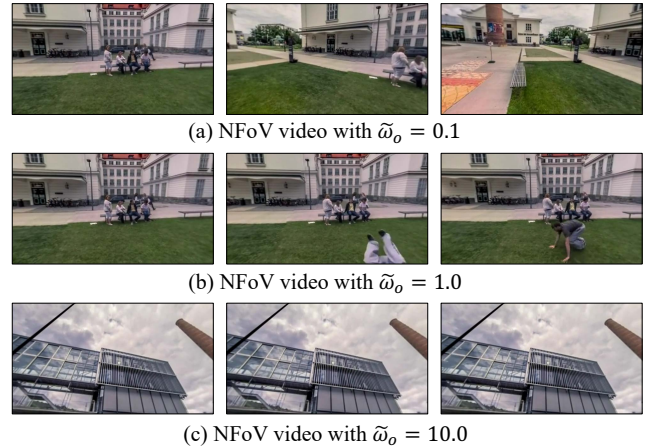 (a) NFoV video with ω̃ₒ = 0.1
(b) NFoV video with ω̃ₒ = 1.0
(c) NFoV video with ω̃ₒ = 10.0